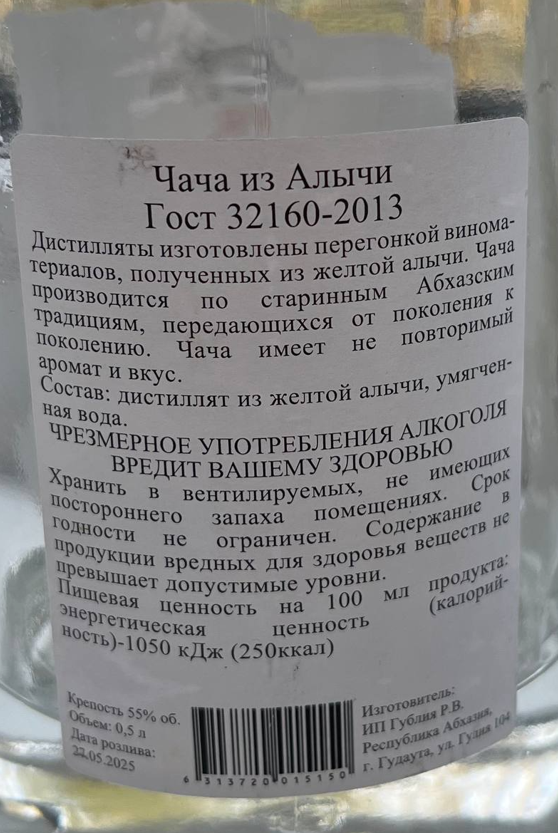 Чача из Алычи
Гост 32160-2013
Дистилляты изготовлены перегонкой винома-
териалов, полученных из желтой алычи. Чача
производится по старинным Абхазским
традициям, передающихся от поколения к
поколению. Чача имеет не повторимый
аромат и вкус.
Состав: дистиллят из желтой алычи, умягчен-
ная вода.
ЧРЕЗМЕРНОЕ УПОТРЕБЛЕНИЯ АЛКОГОЛЯ
ВРЕДИТ ВАШЕМУ ЗДОРОВЬЮ
Хранить в вентилируемых, не имеющих
постороннего запаха помещениях. Срок
годности не ограничен. Содержание в
продукции вредных для здоровья веществ не
превышает допустимые уровни.
Пищевая ценность на 100 мл продукта:
энергетическая ценность (калорий-
ность)-1050 кДж (250ккал)
Крепость 55% об.
Объем: 0,5 л
Дата розлива:
22.05.2025
6 313720 015150
Изготовитель:
ИП Гублия Р.В.
Республика Абхазия,
г. Гудаута, ул. Гулия 104